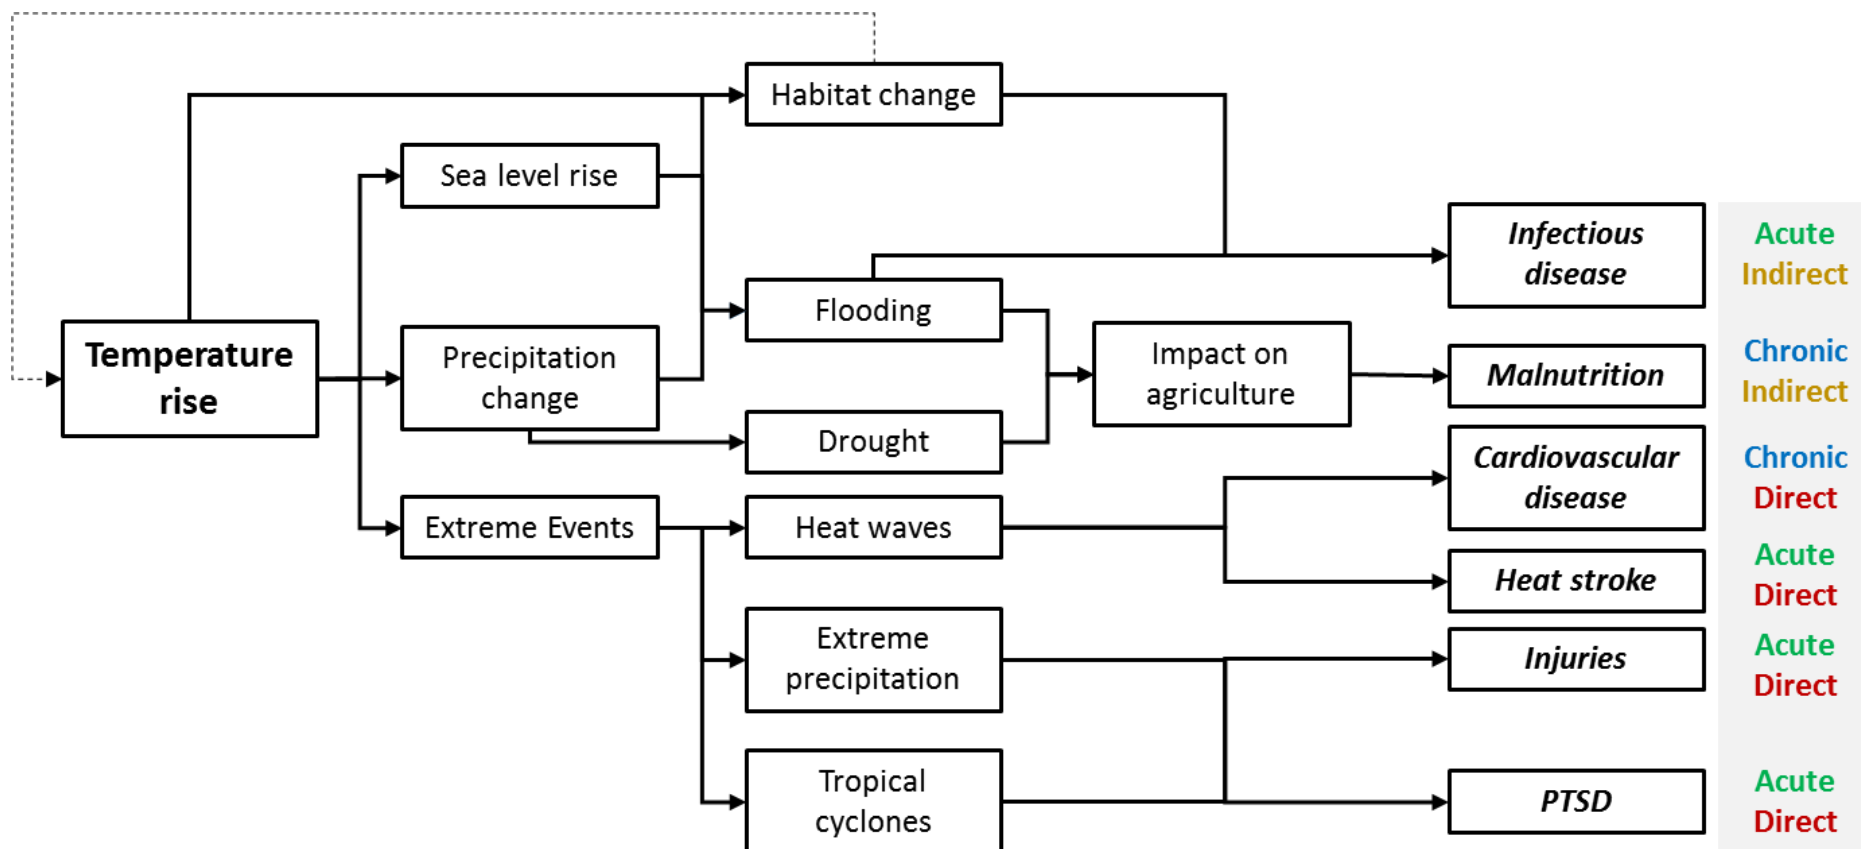 Habitat change
Sea level rise
Infectious
disease
Acute
Indirect
Flooding
Temperature
rise
Precipitation
change
Impact on
agriculture
Malnutrition
Chronic
Indirect
Drought
Cardiovascular
disease
Chronic
Direct
Extreme Events
Heat waves
Heat stroke
Acute
Direct
Extreme
precipitation
Injuries
Acute
Direct
Tropical
cyclones
PTSD
Acute
Direct